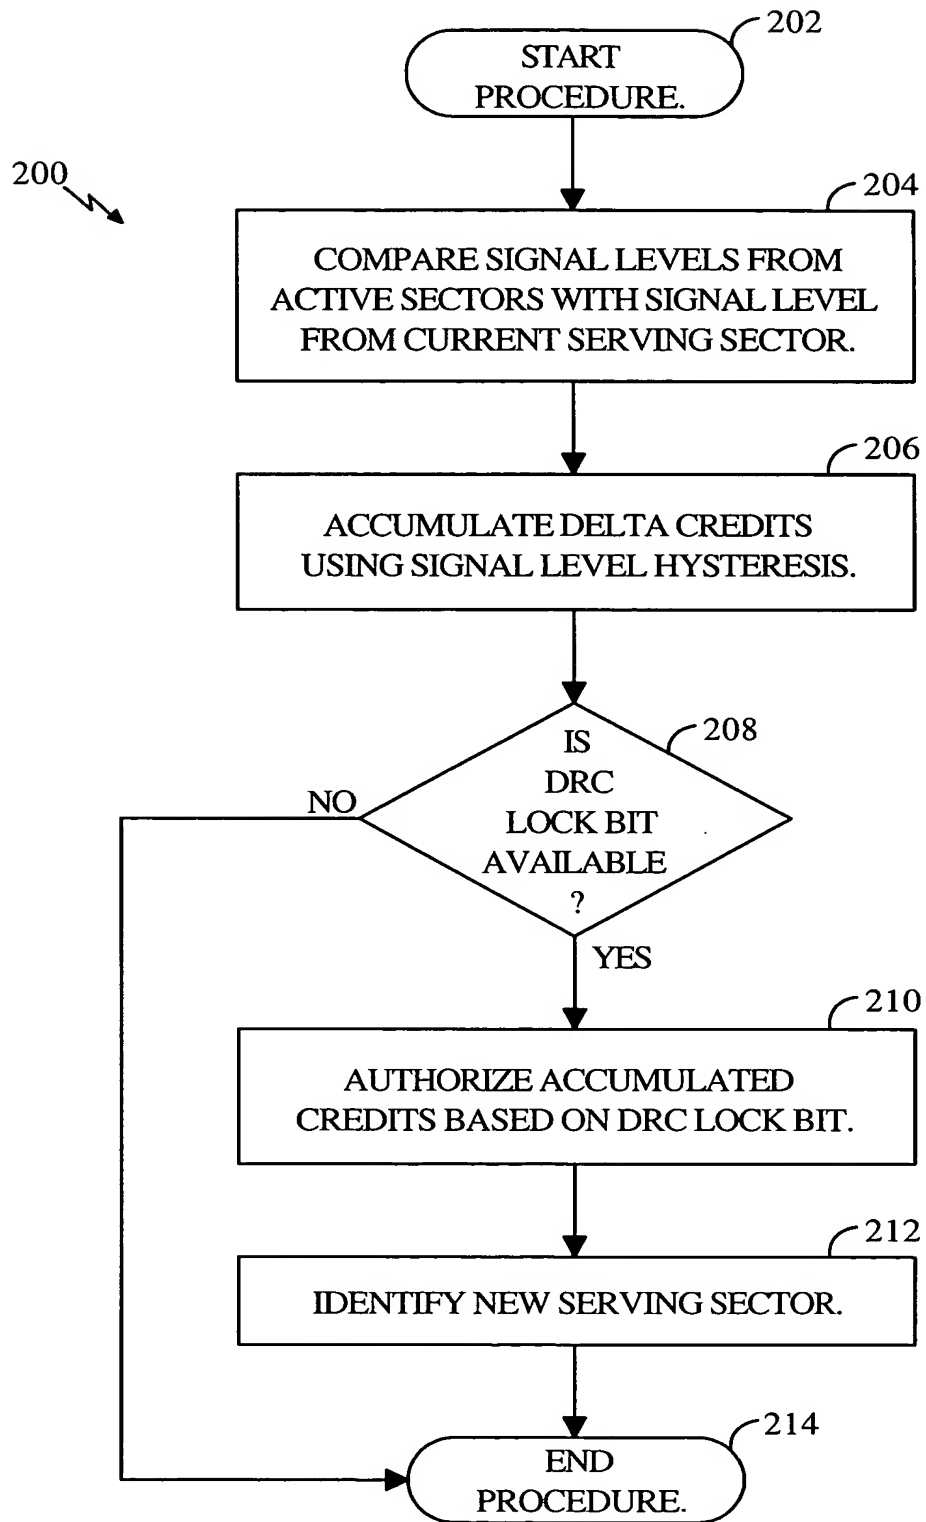 202
START
PROCEDURE.
200
204
COMPARE SIGNAL LEVELS FROM
ACTIVE SECTORS WITH SIGNAL LEVEL
FROM CURRENT SERVING SECTOR.
206
ACCUMULATE DELTA CREDITS
USING SIGNAL LEVEL HYSTERESIS.
208
IS
DRC
LOCK BIT
AVAILABLE
?
NO
YES
210
AUTHORIZE ACCUMULATED
CREDITS BASED ON DRC LOCK BIT.
212
IDENTIFY NEW SERVING SECTOR.
214
END
PROCEDURE.